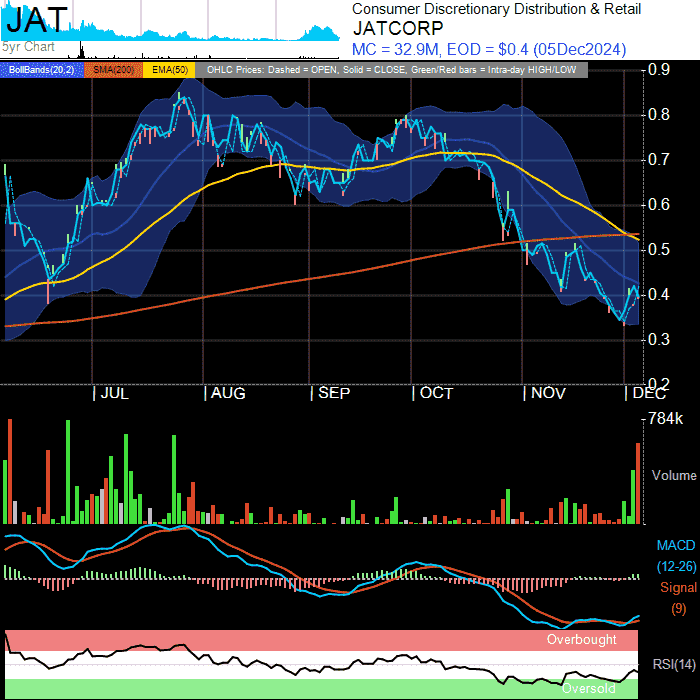 JAT
5yr Chart
Consumer Discretionary Distribution & Retail
JATCORP
MC = 32.9M, EOD = $0.4 (05Dec2024)
BollBands(20,2) SMA(200) EMA(50) OHLC Prices: Dashed = OPEN, Solid = CLOSE, Green/Red bars = Intra-day HIGH/LOW
0.9
0.8
0.7
0.6
0.5
0.4
0.3
0.2
| JUL | AUG | SEP | OCT | NOV | DEC
784k
Volume
MACD
(12-26)
Signal
(9)
Overbought
RSI(14)
Oversold